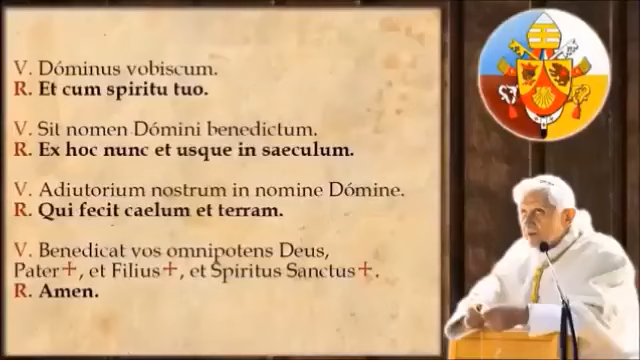 V. Dóminus vobiscum.
R. Et cum spiritu tuo.
V. Sit nomen Dómini benedictum.
R. Ex hoc nunc et usque in saeculum.
V. Adiutorium nostrum in nomine Dómine.
R. Qui fecit caelum et terram.
V. Benedicat vos omnipotens Deus,
Pater☩, et Filius☩, et Spiritus Sanctus☩.
R. Amen.